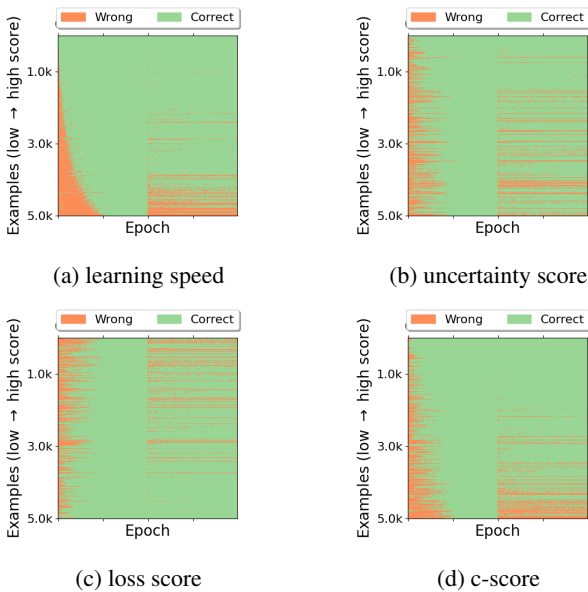 Wrong Correct
Examples (low → high score)
1.0k
3.0k
5.0k
Epoch
(a) learning speed
Wrong Correct
Examples (low → high score)
1.0k
3.0k
5.0k
Epoch
(b) uncertainty score
Wrong Correct
Examples (low → high score)
1.0k
3.0k
5.0k
Epoch
(c) loss score
Wrong Correct
Examples (low → high score)
1.0k
3.0k
5.0k
Epoch
(d) c-score